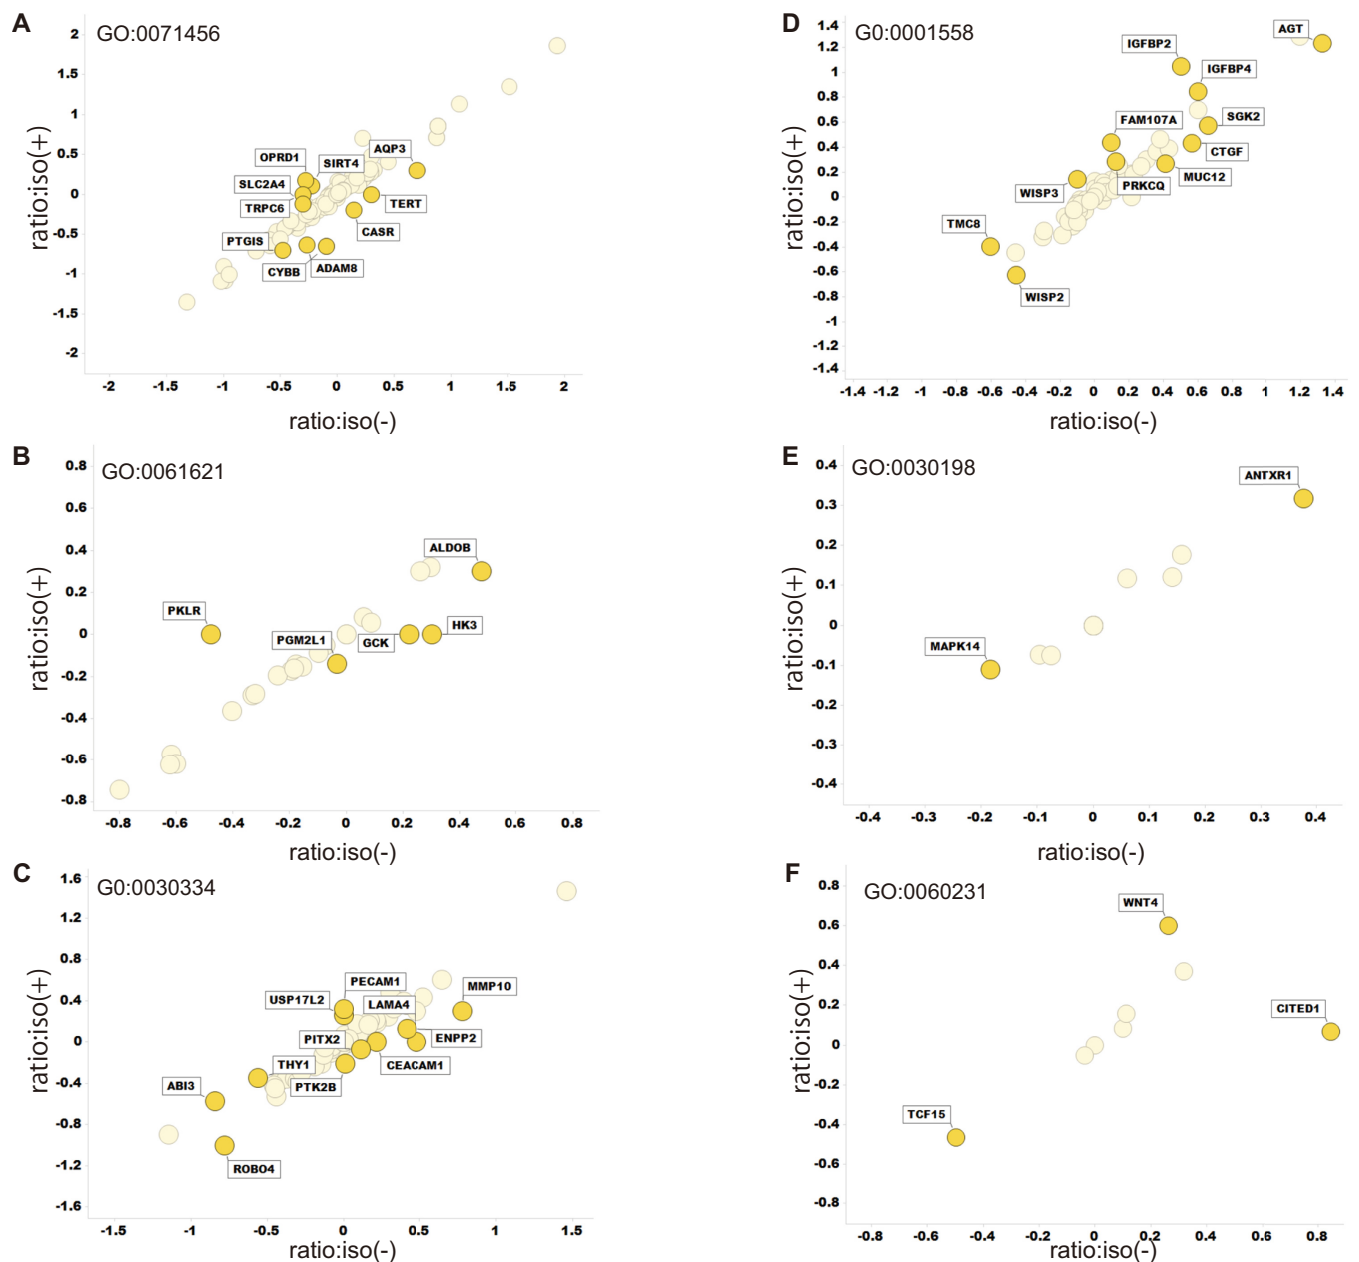 A
GO:0071456
2
1.5
1
0.5
0
-0.5
-1
-1.5
-2
ratio:iso(+)
OPRD1
SIRT4
AQP3
SLC2A4
TRPC6
TERT
CASR
PTGIS
CYBB
ADAM8
-2 -1.5 -1 -0.5 0 0.5 1 1.5 2
ratio:iso(-)
B
GO:0061621
0.8
0.6
0.4
0.2
0
-0.2
-0.4
-0.6
-0.8
ratio:iso(+)
ALDOB
PKLR
PGM2L1
GCK
HK3
-0.8 -0.6 -0.4 -0.2 0 0.2 0.4 0.6 0.8
ratio:iso(-)
C
G0:0030334
1.6
1.2
0.8
0.4
0
-0.4
-0.8
-1.2
-1.6
ratio:iso(+)
PECAM1
USP17L2
LAMA4
MMP10
PITX2
ENPP2
THY1
CEACAM1
PTK2B
ABI3
ROBO4
-1.5 -1 -0.5 0 0.5 1 1.5
ratio:iso(-)
D
G0:0001558
1.4
1.2
1
0.8
0.6
0.4
0.2
0
-0.2
-0.4
-0.6
-0.8
-1
-1.2
-1.4
ratio:iso(+)
AGT
IGFBP2
IGFBP4
FAM107A
SGK2
CTGF
MUC12
PRKCQ
WISP3
TMC8
WISP2
-1.4 -1.2 -1 -0.8 -0.6 -0.4 -0.2 0 0.2 0.4 0.6 0.8 1 1.2 1.4
ratio:iso(-)
E
GO:0030198
0.4
0.3
0.2
0.1
0
-0.1
-0.2
-0.3
-0.4
ratio:iso(+)
ANTXR1
MAPK14
-0.4 -0.3 -0.2 -0.1 0 0.1 0.2 0.3 0.4
ratio:iso(-)
F
GO:0060231
0.8
0.6
0.4
0.2
0
-0.2
-0.4
-0.6
-0.8
ratio:iso(+)
WNT4
CITED1
TCF15
-0.8 -0.6 -0.4 -0.2 0 0.2 0.4 0.6 0.8
ratio:iso(-)